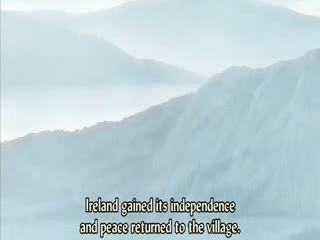 Ireland gained its independence
and peace returned to the village.